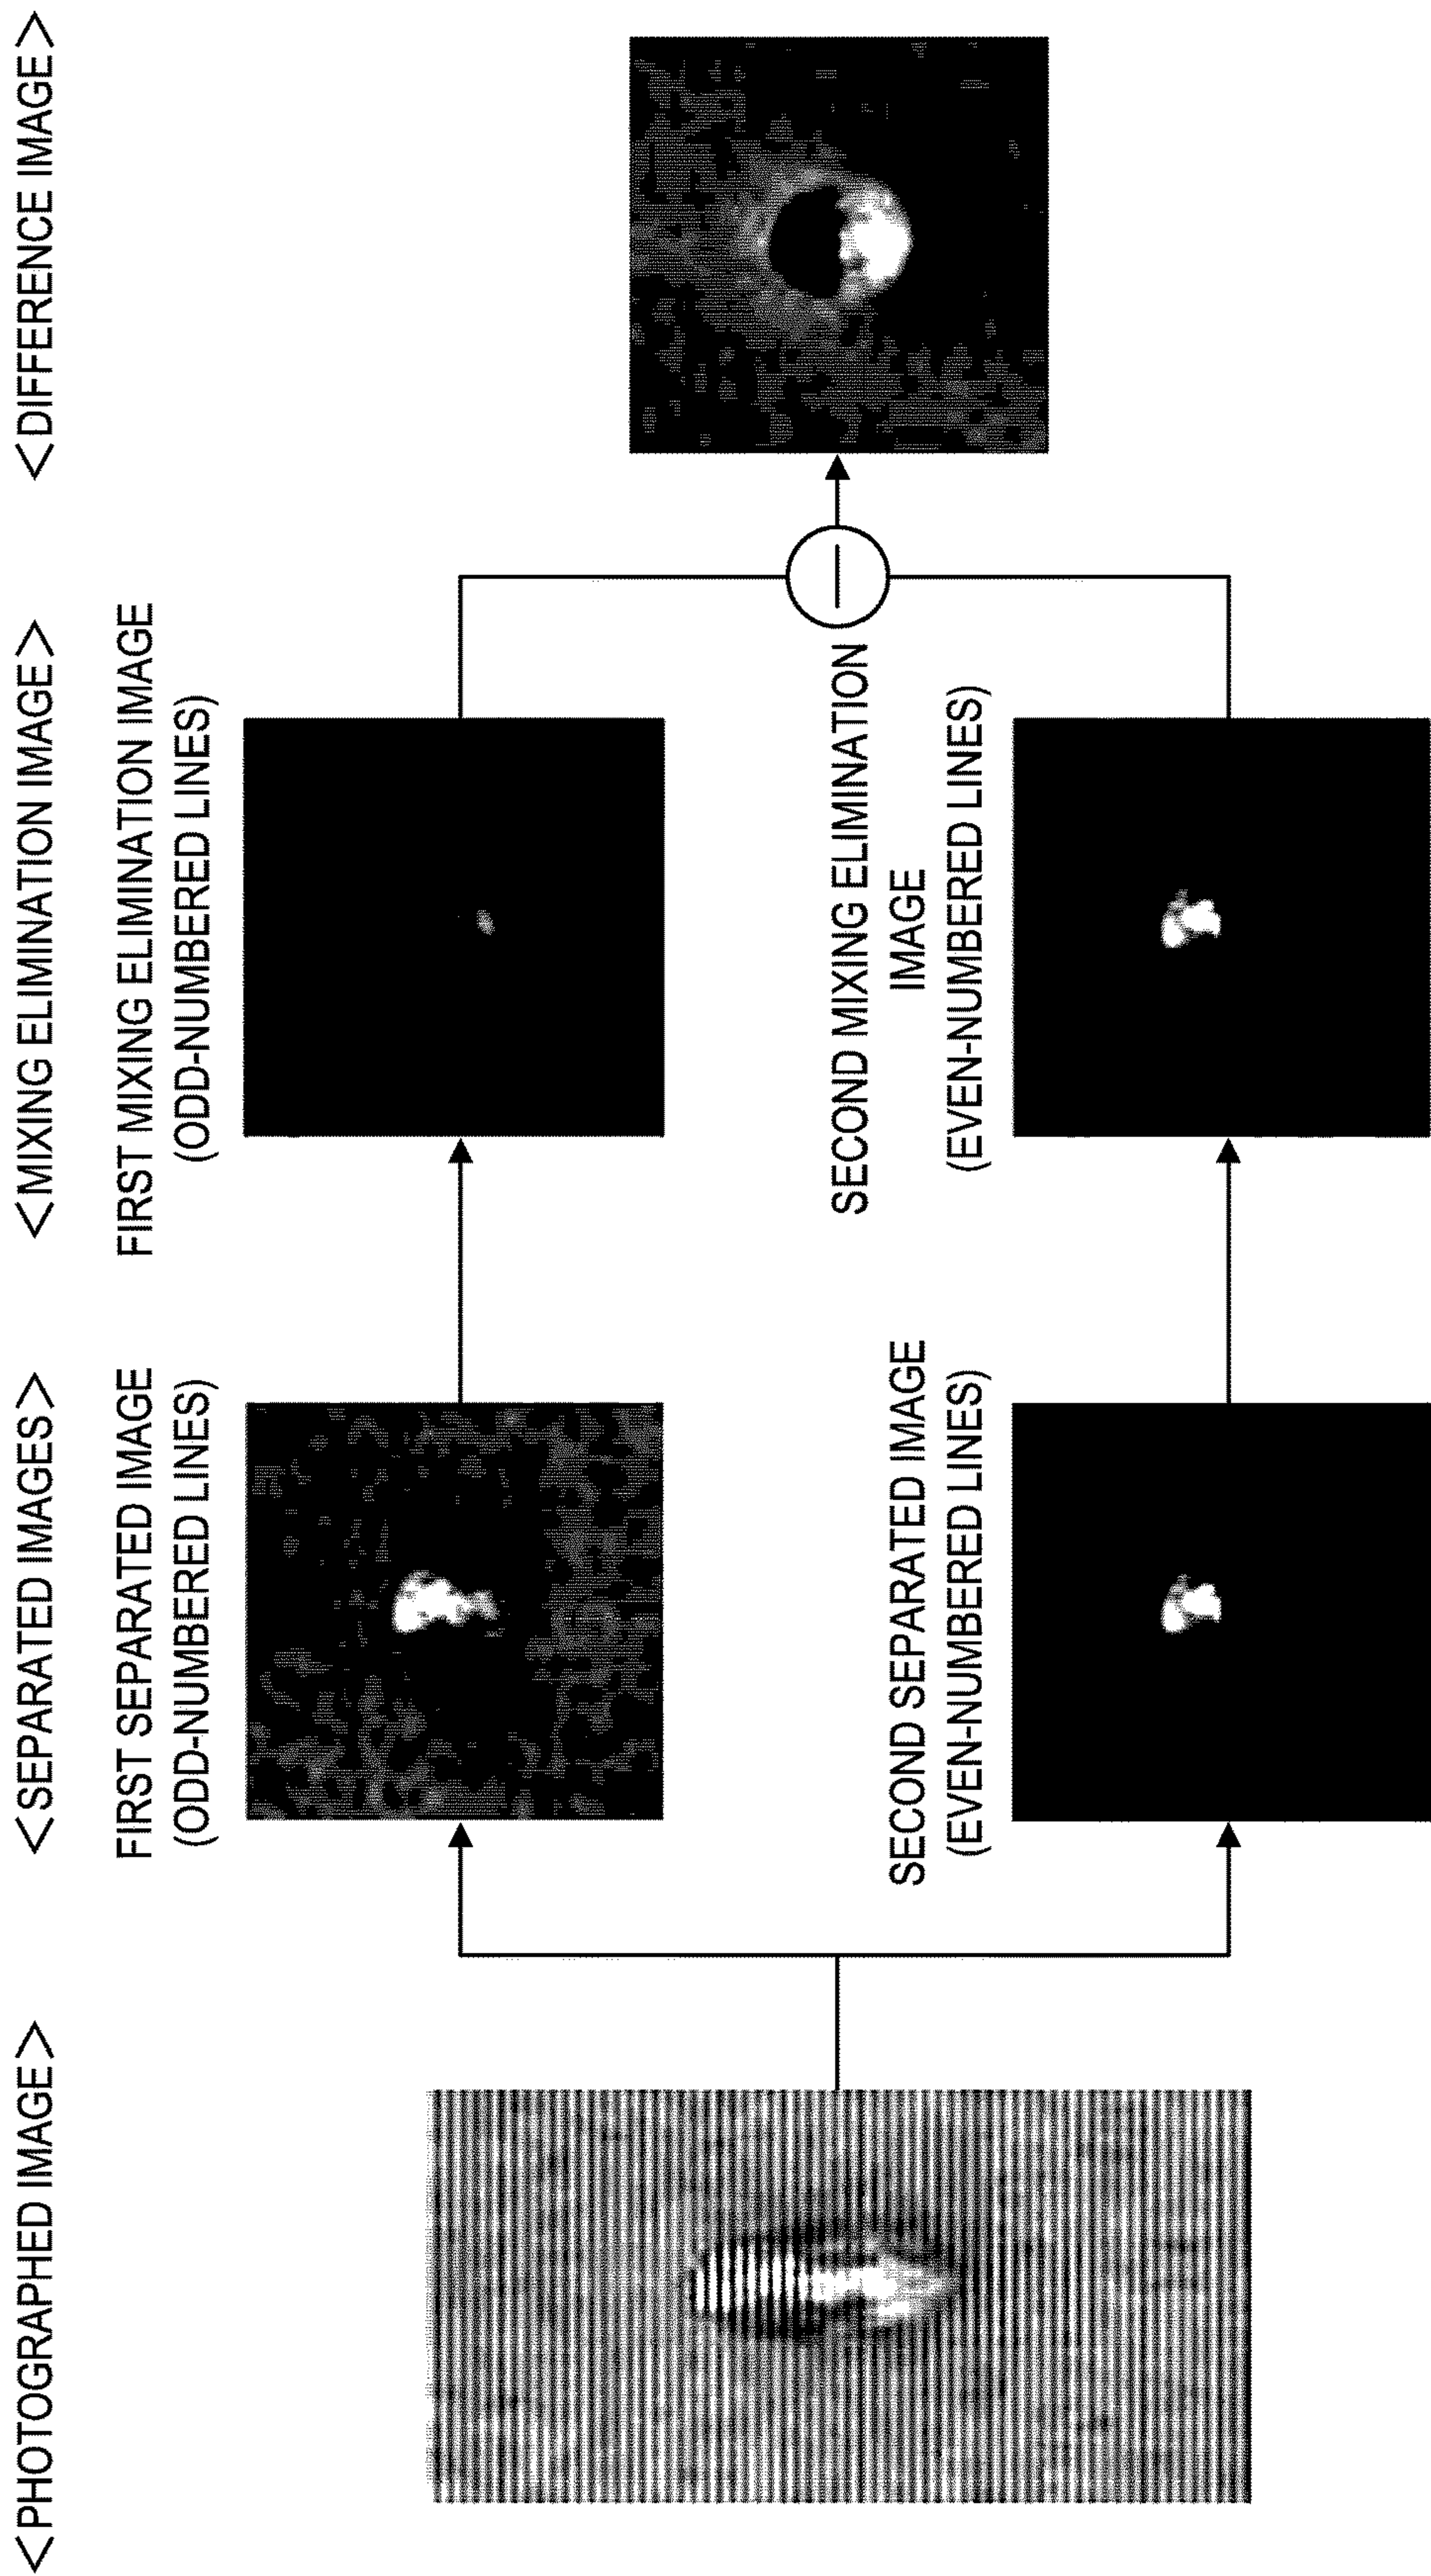 <PHOTOGRAPHED IMAGE>
<SEPARATED IMAGES>
<MIXING ELIMINATION IMAGE>
<DIFFERENCE IMAGE>
FIRST SEPARATED IMAGE
(ODD-NUMBERED LINES)
FIRST MIXING ELIMINATION IMAGE
(ODD-NUMBERED LINES)
SECOND SEPARATED IMAGE
(EVEN-NUMBERED LINES)
SECOND MIXING ELIMINATION
IMAGE
(EVEN-NUMBERED LINES)